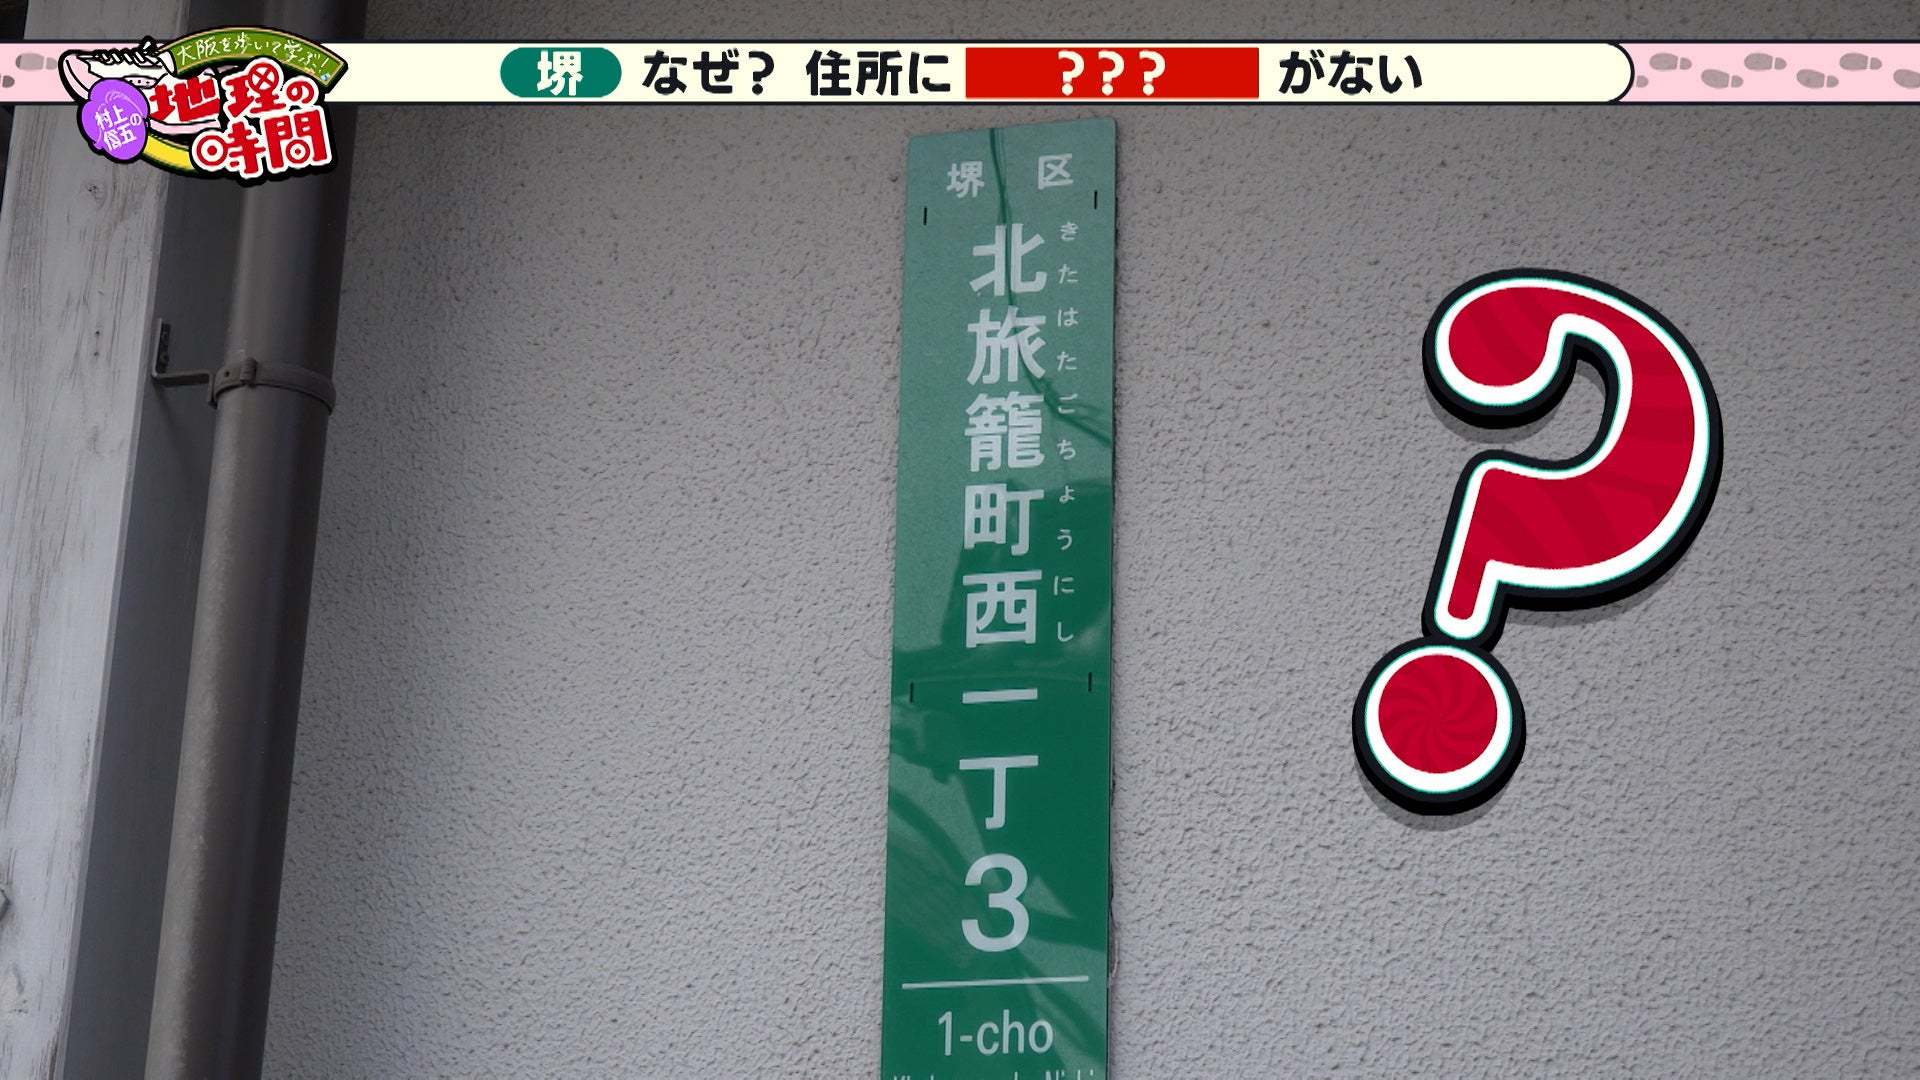 大阪を歩いて学ぶ!
村上信五の
地理の時間
堺 なぜ? 住所に ??? がない
堺 区
きたはたごちょうにし
北旅籠町西一丁3
1-cho